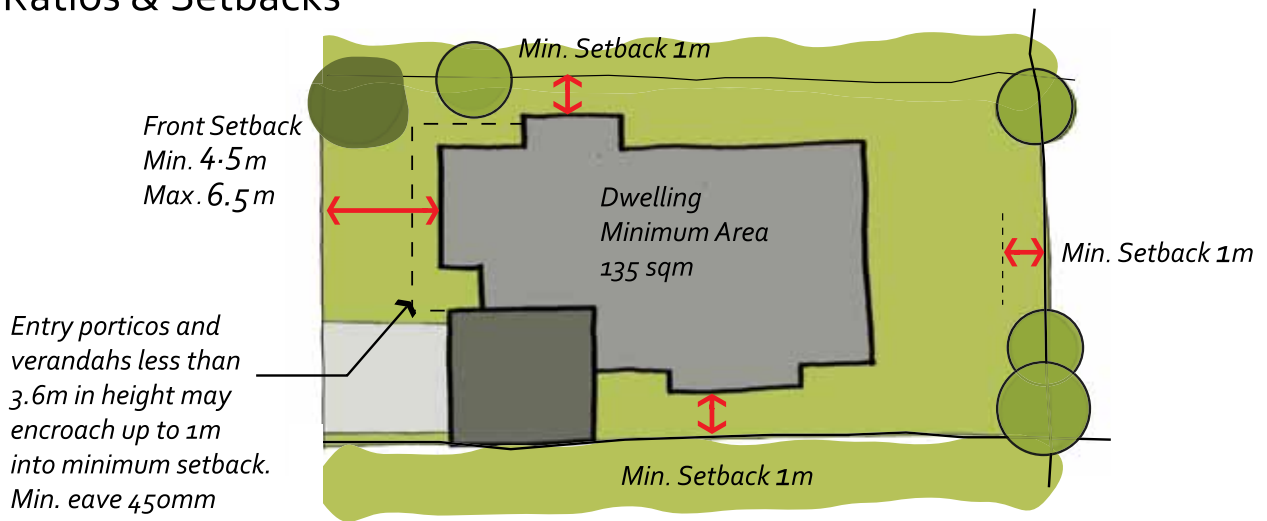 Ratios & Setbacks
Min. Setback 1m
Front Setback
Min. 4.5m
Max. 6.5m
Dwelling
Minimum Area
135 sqm
Min. Setback 1m
Entry porticos and
verandahs less than
3.6m in height may
encroach up to 1m
into minimum setback.
Min. eave 450mm
Min. Setback 1m